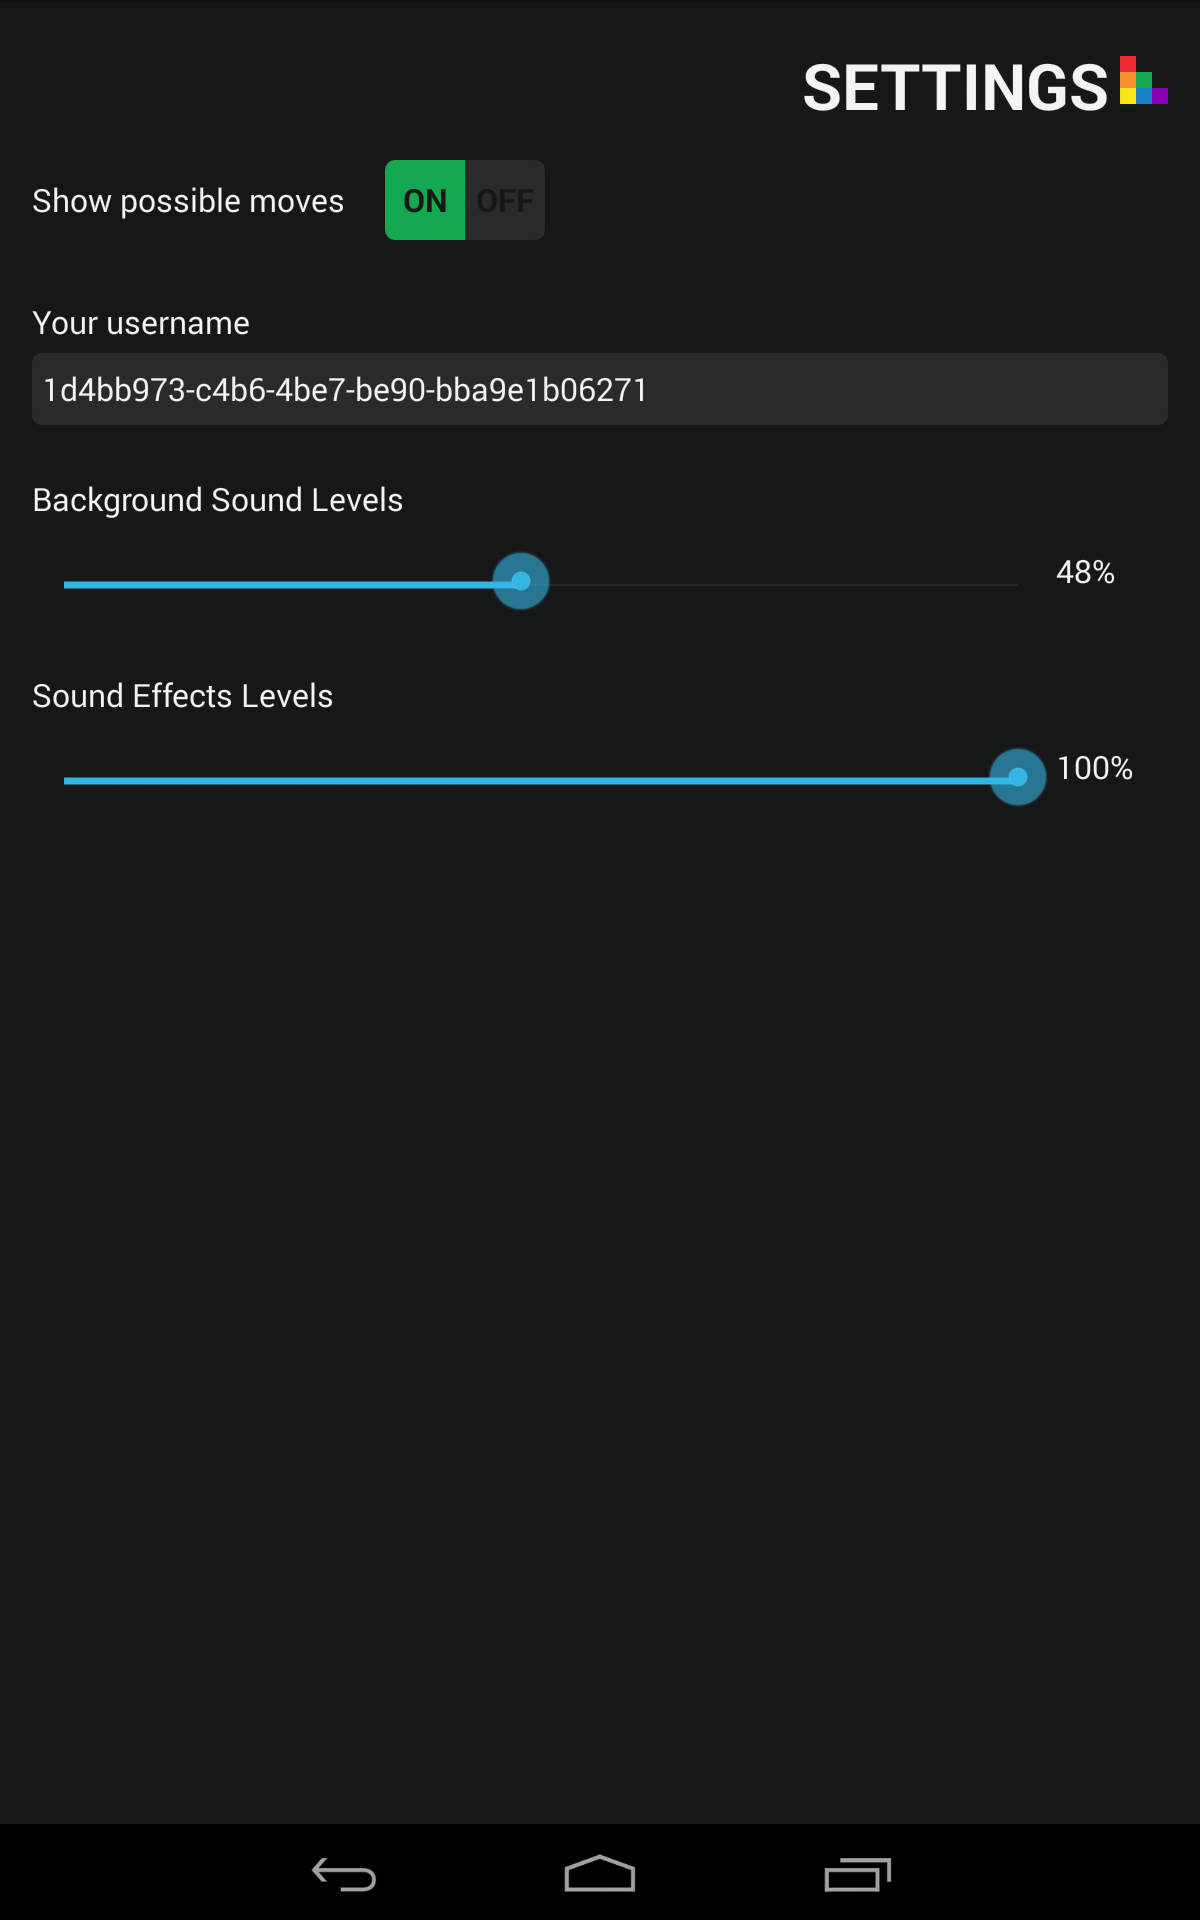 SETTINGS
Show possible moves ON OFF
Your username
1d4bb973-c4b6-4be7-be90-bba9e1b06271
Background Sound Levels
48%
Sound Effects Levels
100%